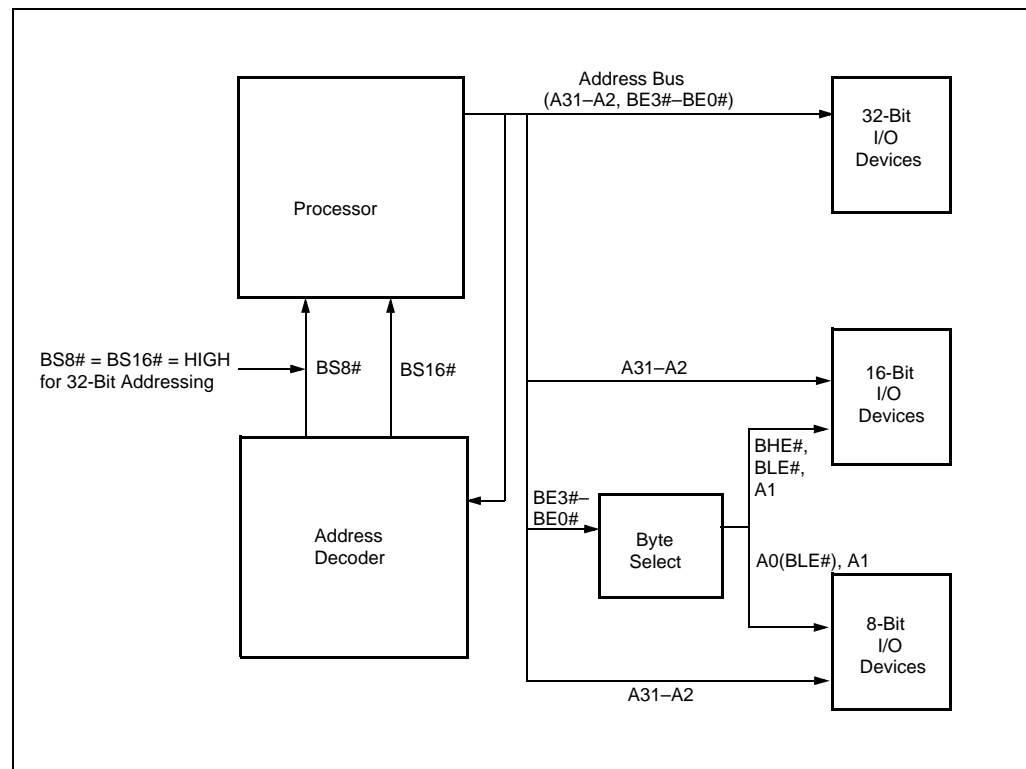 Address Bus
(A31–A2, BE3#–BE0#)
32-Bit
I/O
Devices
Processor
BS8# = BS16# = HIGH
for 32-Bit Addressing
BS8#
BS16#
A31–A2
16-Bit
I/O
Devices
BHE#,
BLE#,
A1
BE3#–
BE0#
Address
Decoder
Byte
Select
A0(BLE#), A1
8-Bit
I/O
Devices
A31–A2